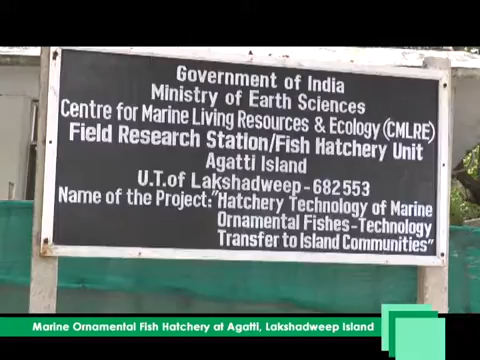 Government of India
Ministry of Earth Sciences
Centre for Marine Living Resources & Ecology (CMLRE)
Field Research Station/Fish Hatchery Unit
Agatti Island
U.T.of Lakshadweep-682553
Name of the Project:"Hatchery Technology of Marine
Ornamental Fishes-Technology
Transfer to Island Communities"
Marine Ornamental Fish Hatchery at Agatti, Lakshadweep Island